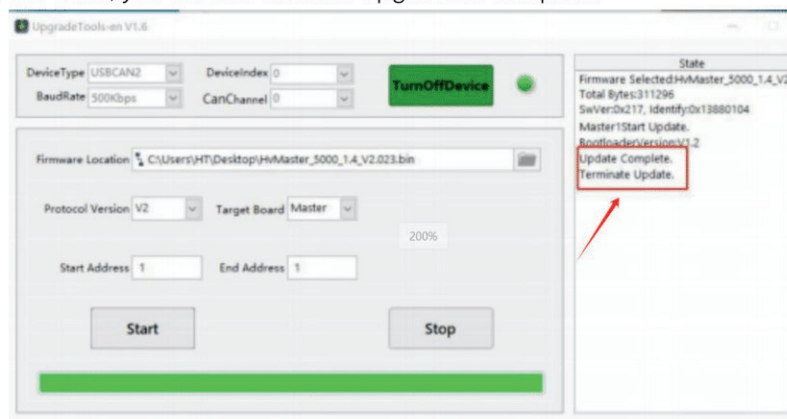 UpgradeTools-en V1.6
DeviceType USBCAN2 DeviceIndex 0
BaudRate 500Kbps CanChannel 0
TurnOffDevice
Firmware Location C:\Users\HT\Desktop\HvMaster_5000_1.4_V2.023.bin
Protocol Version V2 Target Board Master
200%
Start Address 1 End Address 1
Start Stop
State
Firmware Selected:HvMaster_5000_1.4_V2
Total Bytes:311296
SwVer:0x217, Identify:0x13880104
Master1Start Update.
BootloaderVersion:V1.2
Update Complete.
Terminate Update.